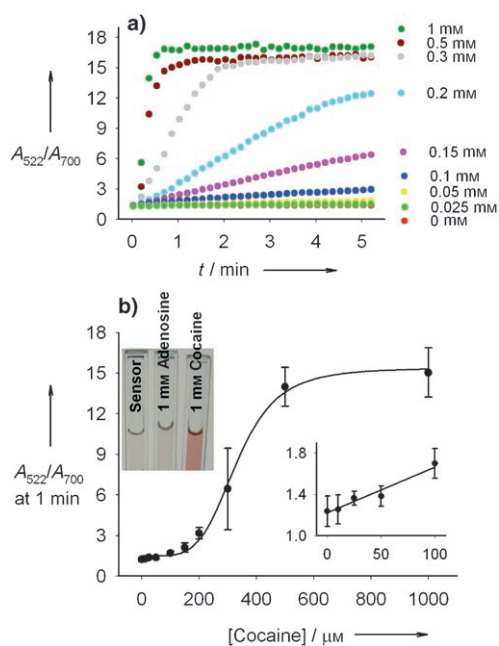 a)
18
15
12
9
6
3
0
A522/A700
0 1 2 3 4 5
t / min
1 mM
0.5 mM
0.3 mM
0.2 mM
0.15 mM
0.1 mM
0.05 mM
0.025 mM
0 mM
b)
18
15
12
9
6
3
0
A522/A700
at 1 min
Sensor
1 mM Adenosine
1 mM Cocaine
1.8
1.4
1.0
0 50 100
0 200 400 600 800 1000
[Cocaine] / μM